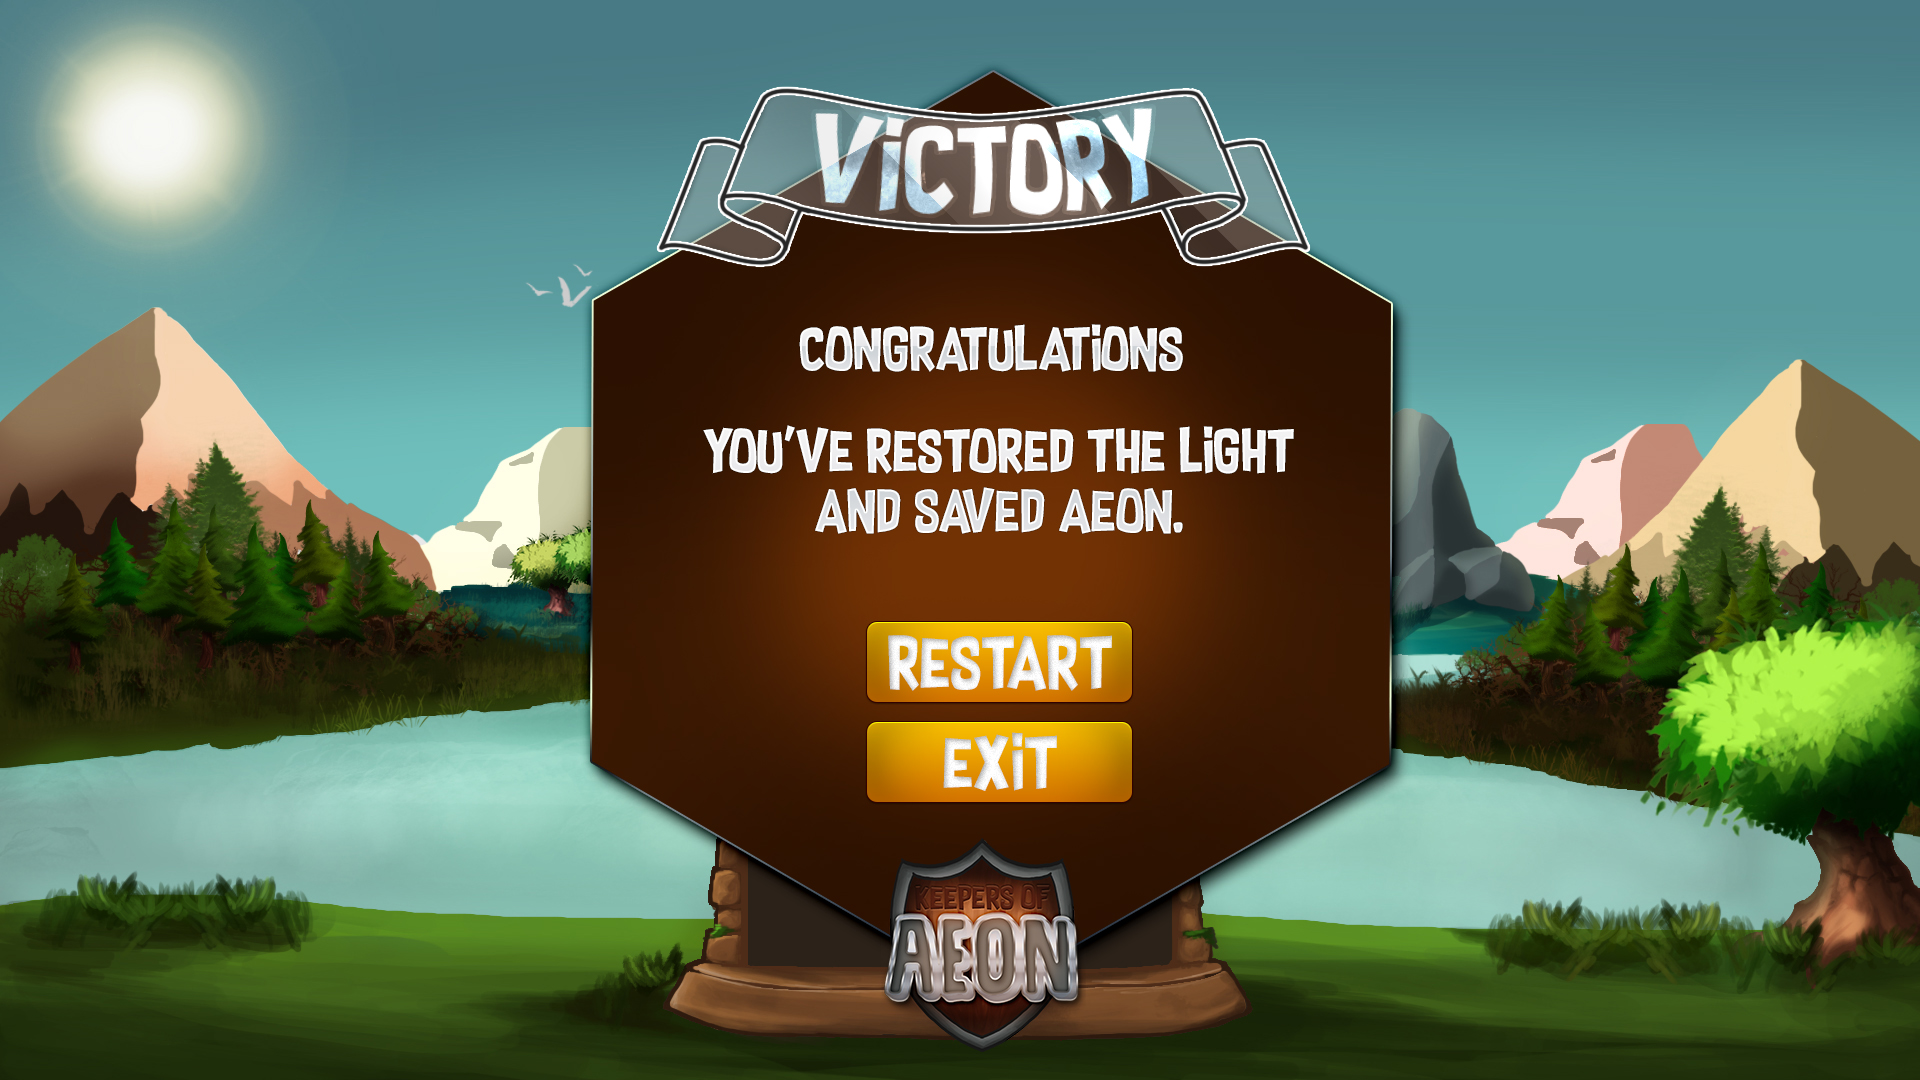 VICTORY
CONGRATULATIONS
YOU'VE RESTORED THE LIGHT
AND SAVED AEON.
RESTART
EXIT
KEEPERS OF
AEON